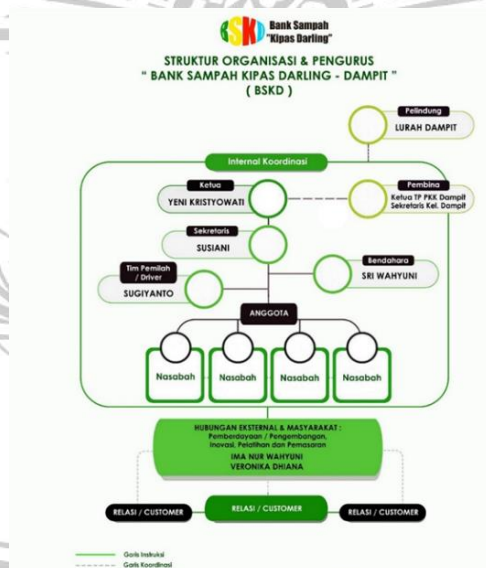 BSKD Bank Sampah
"Kipas Darling"
STRUKTUR ORGANISASI & PENGURUS
" BANK SAMPAH KIPAS DARLING - DAMPIT "
( BSKD )
Pelindung
LURAH DAMPIT
Internal Koordinasi
Ketua
YENI KRISTYOWATI
Pembina
Ketua TP PKK Dampit
Sekretaris Kel. Dampit
Sekretaris
SUSIANI
Bendahara
SRI WAHYUNI
Tim Pemilah
/ Driver
SUGIYANTO
ANGGOTA
Nasabah Nasabah Nasabah Nasabah
HUBUNGAN EKSTERNAL & MASYARAKAT :
Pemberdayaan / Pengembangan,
Inovasi, Pelatihan dan Pemasaran
IMA NUR WAHYUNI
VERONIKA DHIANA
RELASI / CUSTOMER RELASI / CUSTOMER RELASI / CUSTOMER
Garis Instruksi
Garis Koordinasi